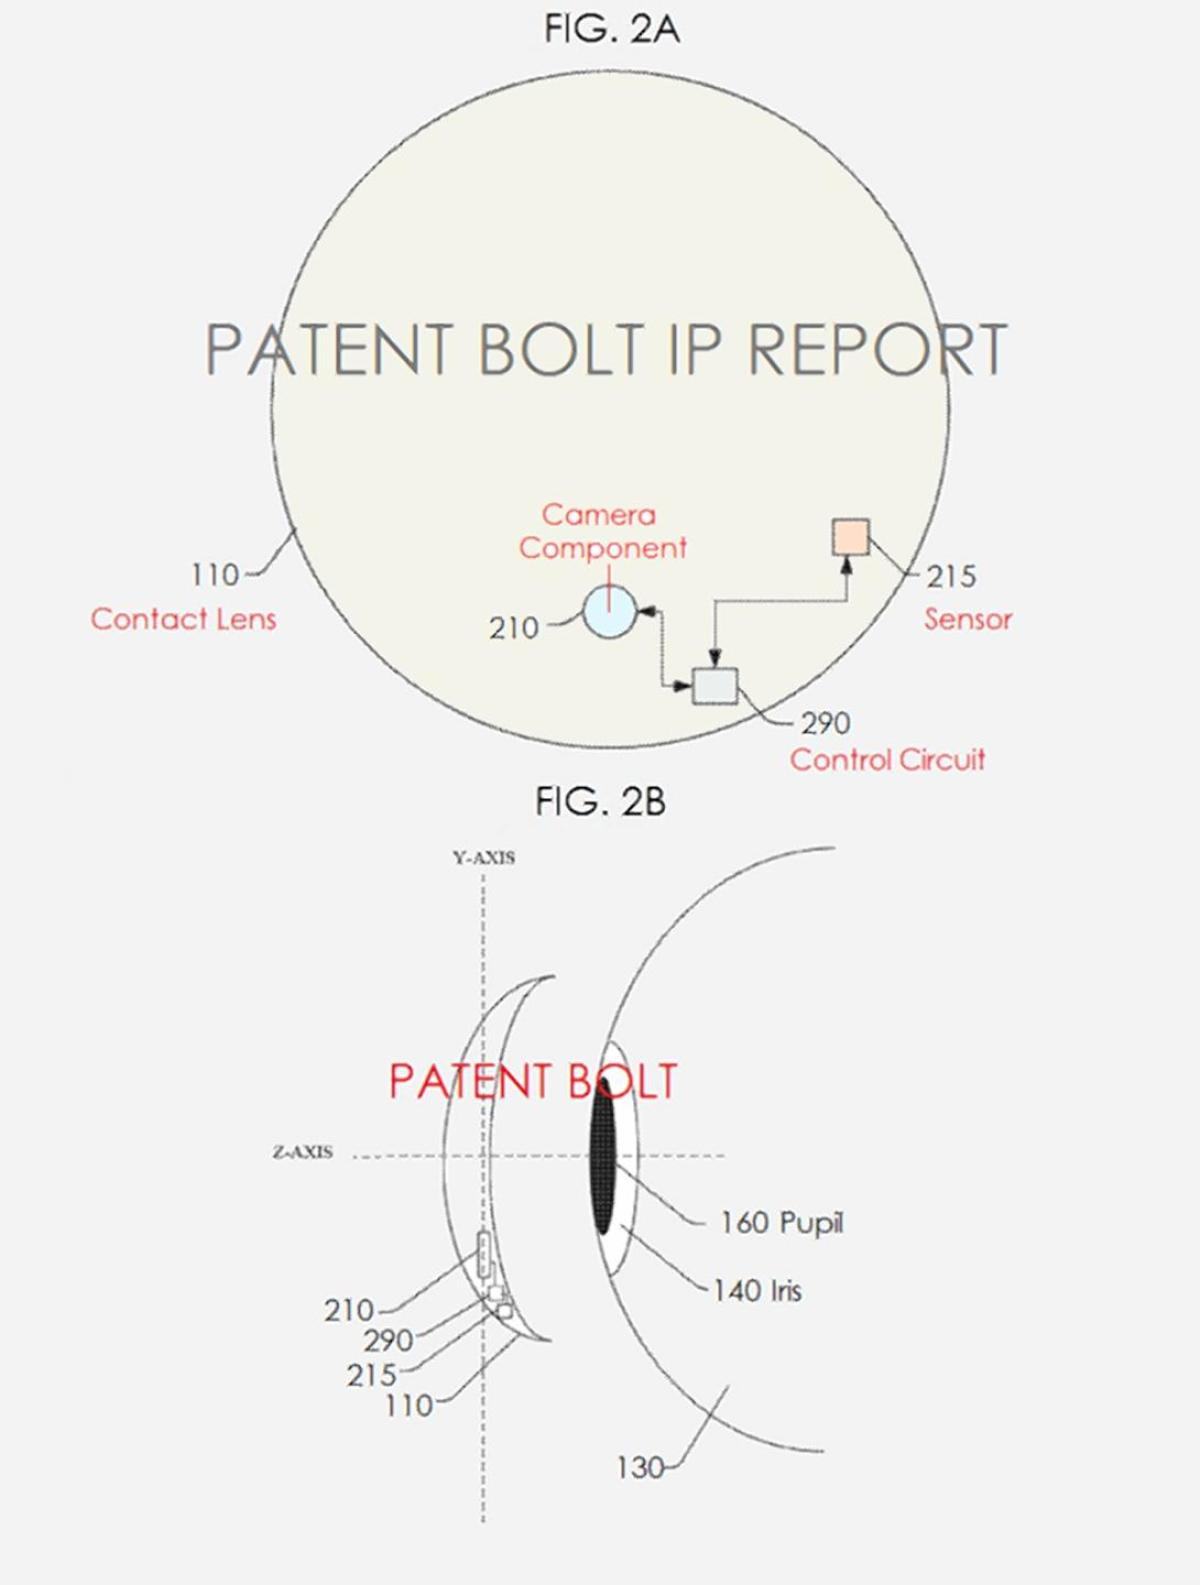 FIG. 2A
PATENT BOLT IP REPORT
Camera
Component
110
Contact Lens
210
215
Sensor
290
Control Circuit
FIG. 2B
Y-AXIS
PATENT BOLT
Z-AXIS
160 Pupil
140 Iris
210
290
215
110
130